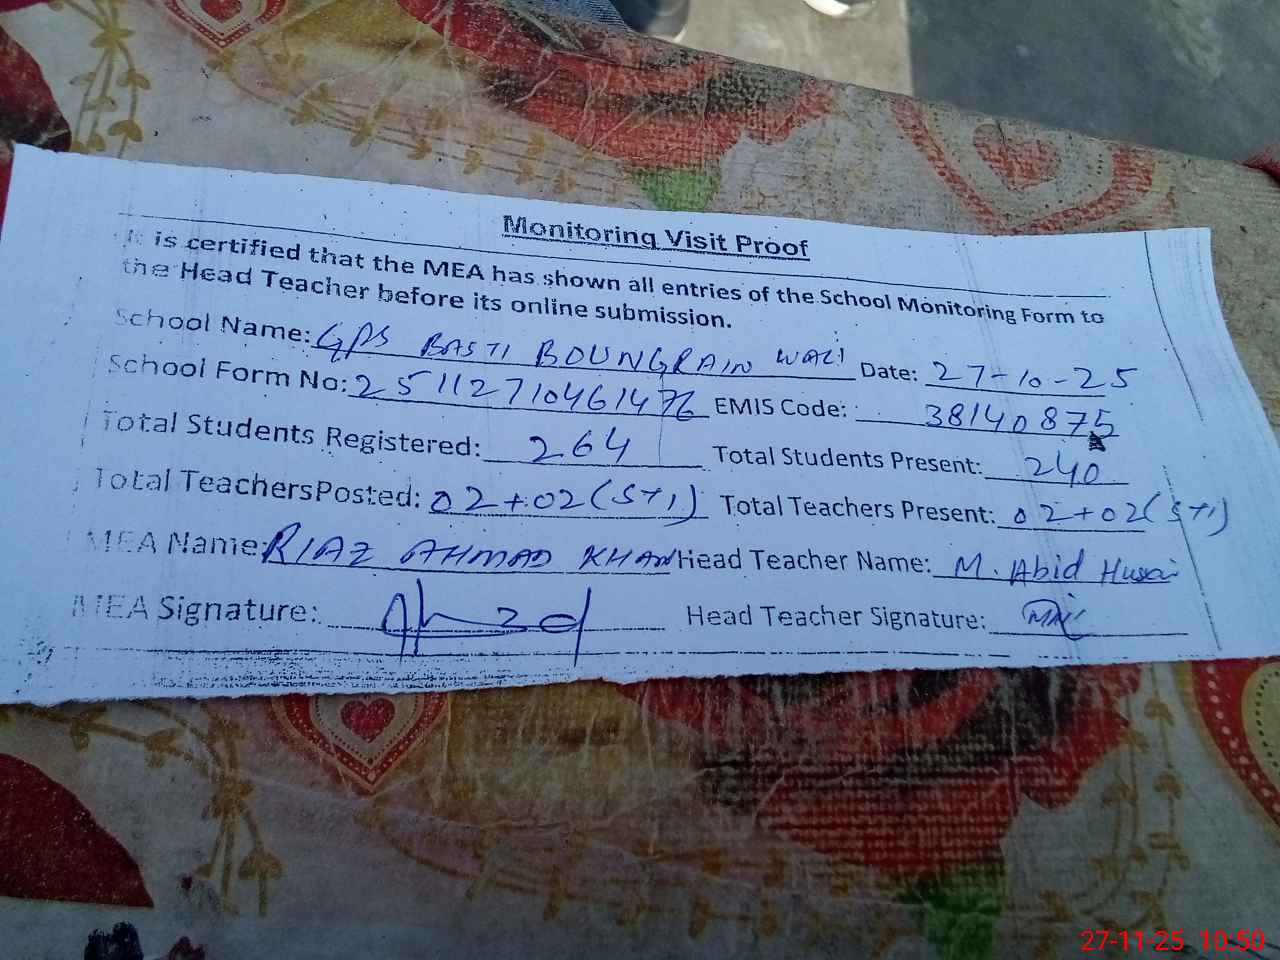 Monitoring Visit Proof
It is certified that the MEA has shown all entries of the School Monitoring Form to
the Head Teacher before its online submission.
School Name: GPS BASTI BOUNGRAIN WALI Date: 27-10-25
School Form No: 25112710461476 EMIS Code: 38140875
Total Students Registered: 264 Total Students Present: 240
Total TeachersPosted: 02+02(STI) Total Teachers Present: 02+02(STI)
MEA Name: RIAZ AHMAD KHAN Head Teacher Name: M. Abid Husain
MEA Signature: Head Teacher Signature:
27-11-25 10:50